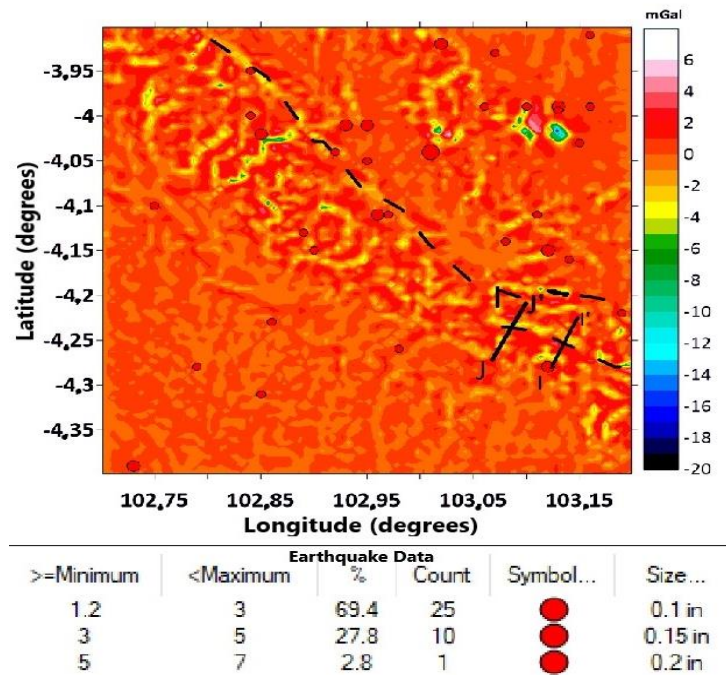 mGal
6
4
2
0
-2
-4
-6
-8
-10
-12
-14
-16
-18
-20
-3,95
-4
-4,05
-4,1
-4,15
-4,2
-4,25
-4,3
-4,35
Latitude (degrees)
J'
I'
J
I
102,75 102,85 102,95 103,05 103,15
Longitude (degrees)
Earthquake Data
>=Minimum <Maximum % Count Symbol... Size...
1.2 3 69.4 25 0.1 in
3 5 27.8 10 0.15 in
5 7 2.8 1 0.2 in